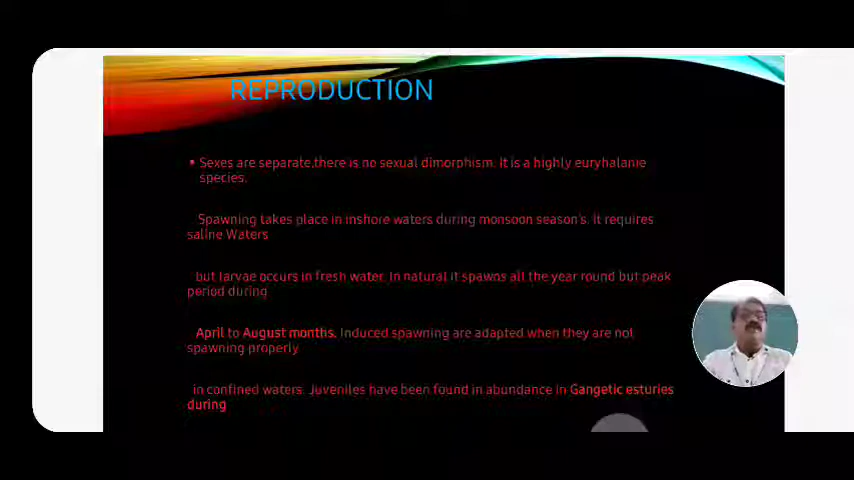 REPRODUCTION
▪ Sexes are separate,there is no sexual dimorphism. It is a highly euryhalanie
species.
Spawning takes place in inshore waters during monsoon season's. It requires
saline Waters
but larvae occurs in fresh water. In natural it spawns all the year round but peak
period during
April to August months. Induced spawning are adapted when they are not
spawning properly
in confined waters. Juveniles have been found in abundance in Gangetic esturies
during